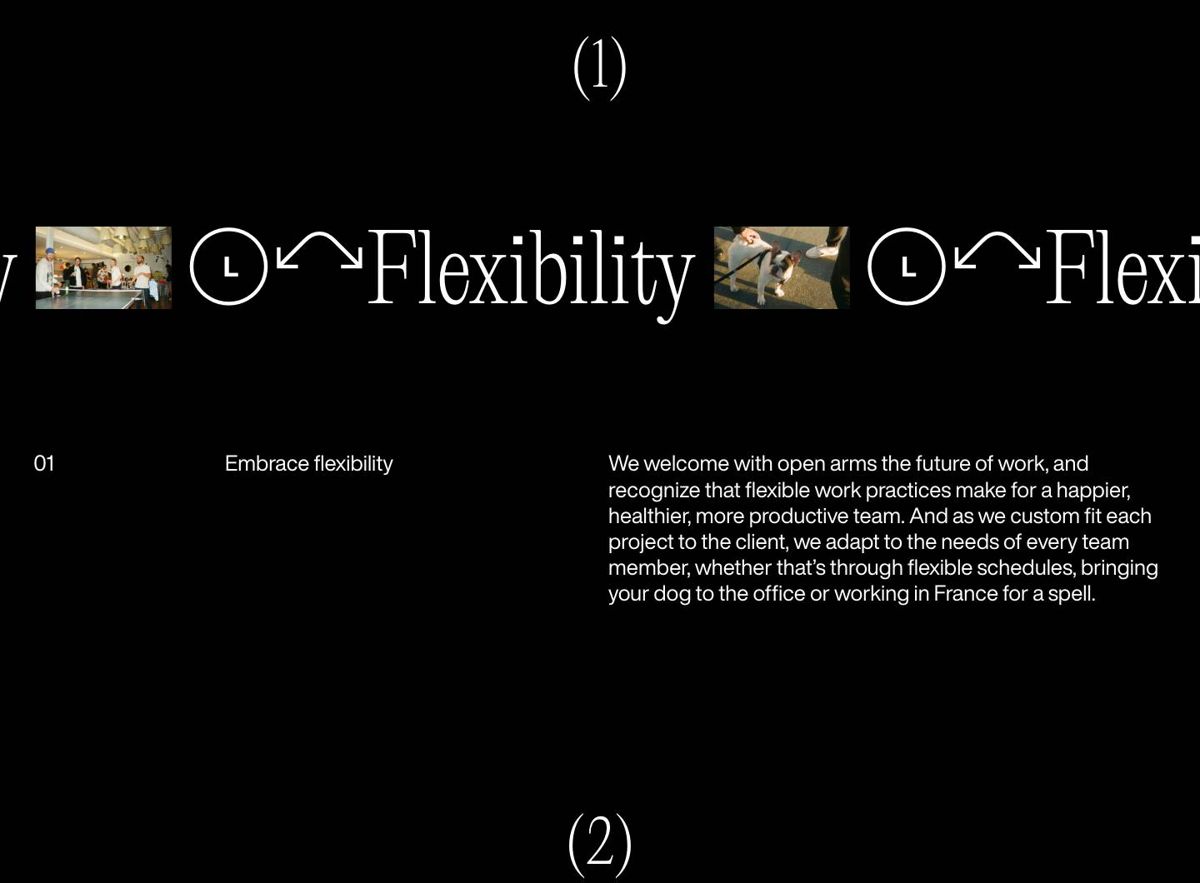 (1)
y Flexibility Flexi
01 Embrace flexibility
We welcome with open arms the future of work, and
recognize that flexible work practices make for a happier,
healthier, more productive team. And as we custom fit each
project to the client, we adapt to the needs of every team
member, whether that’s through flexible schedules, bringing
your dog to the office or working in France for a spell.
(2)